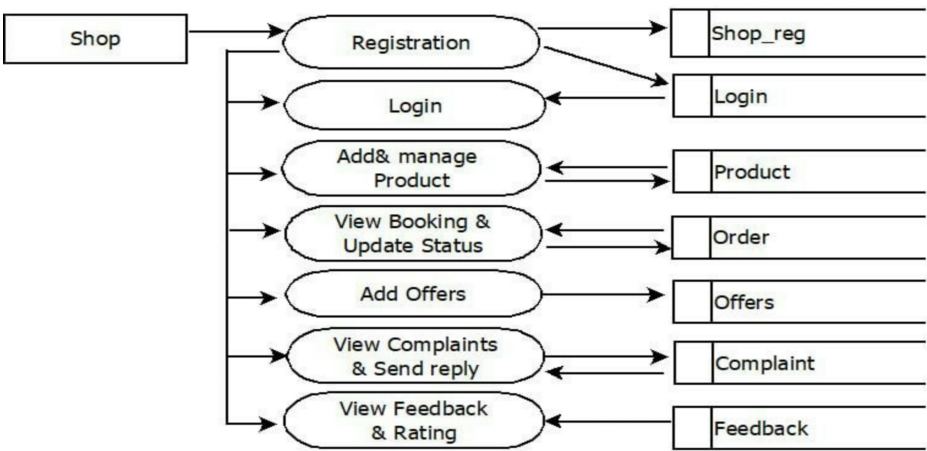 Shop
Registration
Shop_reg
Login
Login
Add& manage
Product
Product
View Booking &
Update Status
Order
Add Offers
Offers
View Complaints
& Send reply
Complaint
View Feedback
& Rating
Feedback